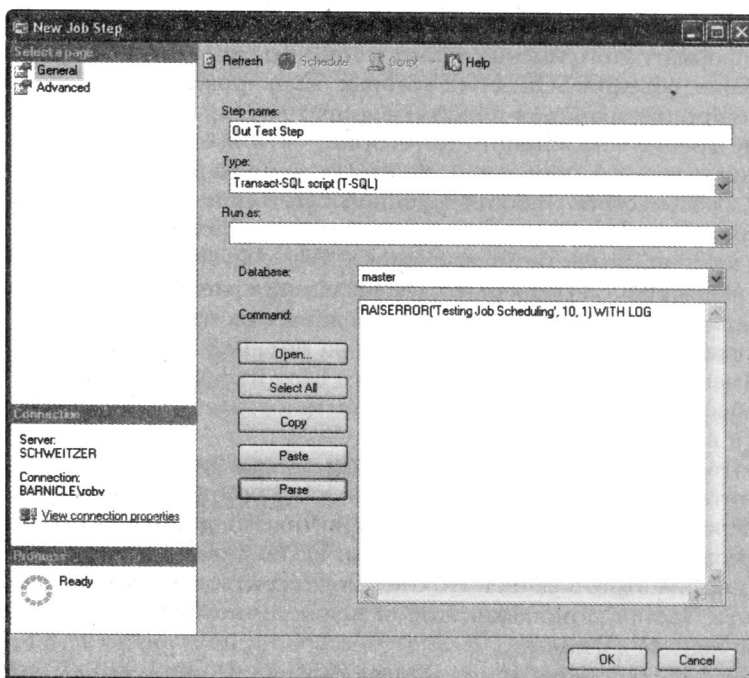 New Job Step
Select a page
General
Advanced
Refresh Schedule Script Help
Step name:
Out Test Step
Type:
Transact-SQL script (T-SQL)
Run as:
Database:
master
Command:
RAISERROR('Testing Job Scheduling', 10, 1) WITH LOG
Open...
Select All
Copy
Paste
Parse
Connection
Server:
SCHWEITZER
Connection:
BARNICLE\robv
View connection properties
Progress
Ready
OK
Cancel